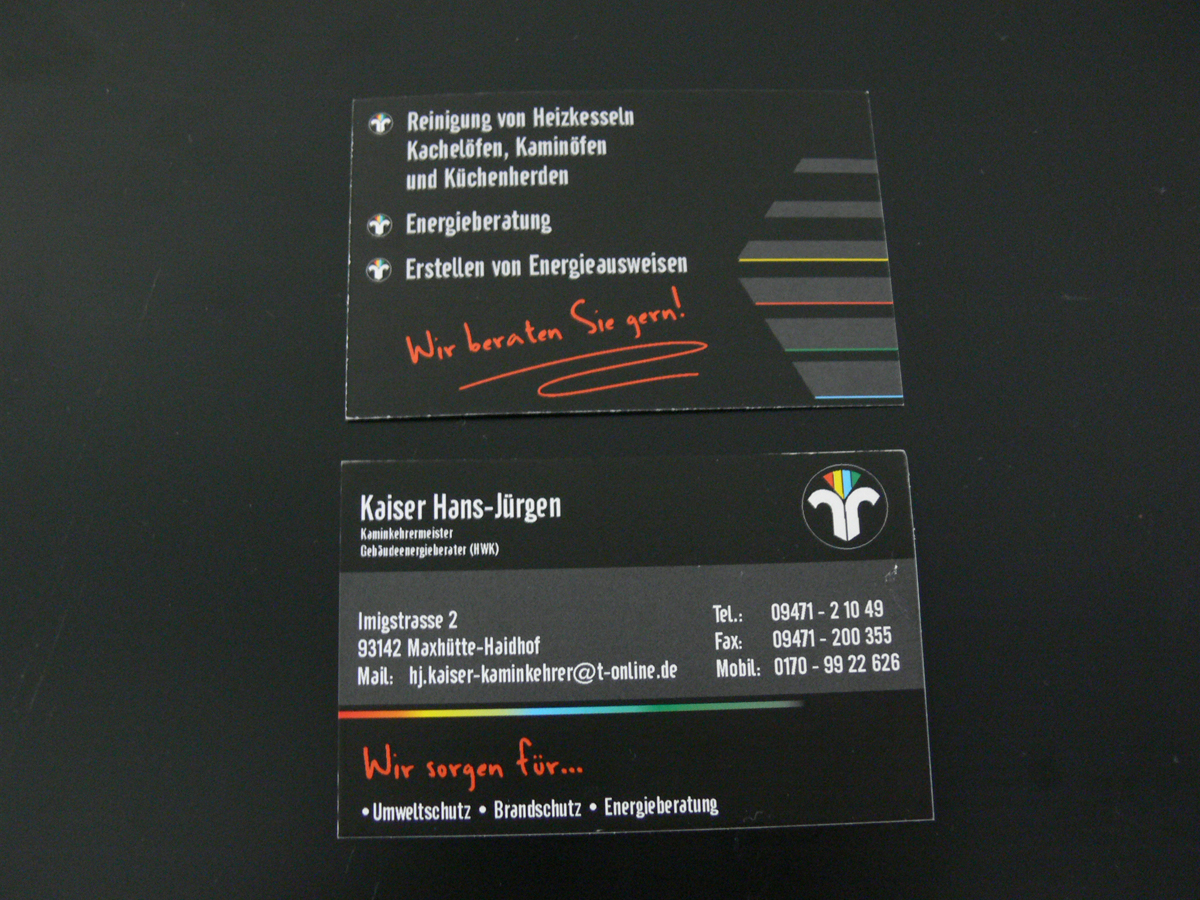 Reinigung von Heizkesseln
Kachelöfen, Kaminöfen
und Küchenherden
Energieberatung
Erstellen von Energieausweisen
Wir beraten Sie gern!
Kaiser Hans-Jürgen
Kaminkehrermeister
Gebäudeenergieberater (HWK)
Imigstrasse 2
93142 Maxhütte-Haidhof
Mail: hj.kaiser-kaminkehrer@t-online.de
Tel.: 09471 - 2 10 49
Fax: 09471 - 200 355
Mobil: 0170 - 99 22 626
Wir sorgen für...
• Umweltschutz • Brandschutz • Energieberatung